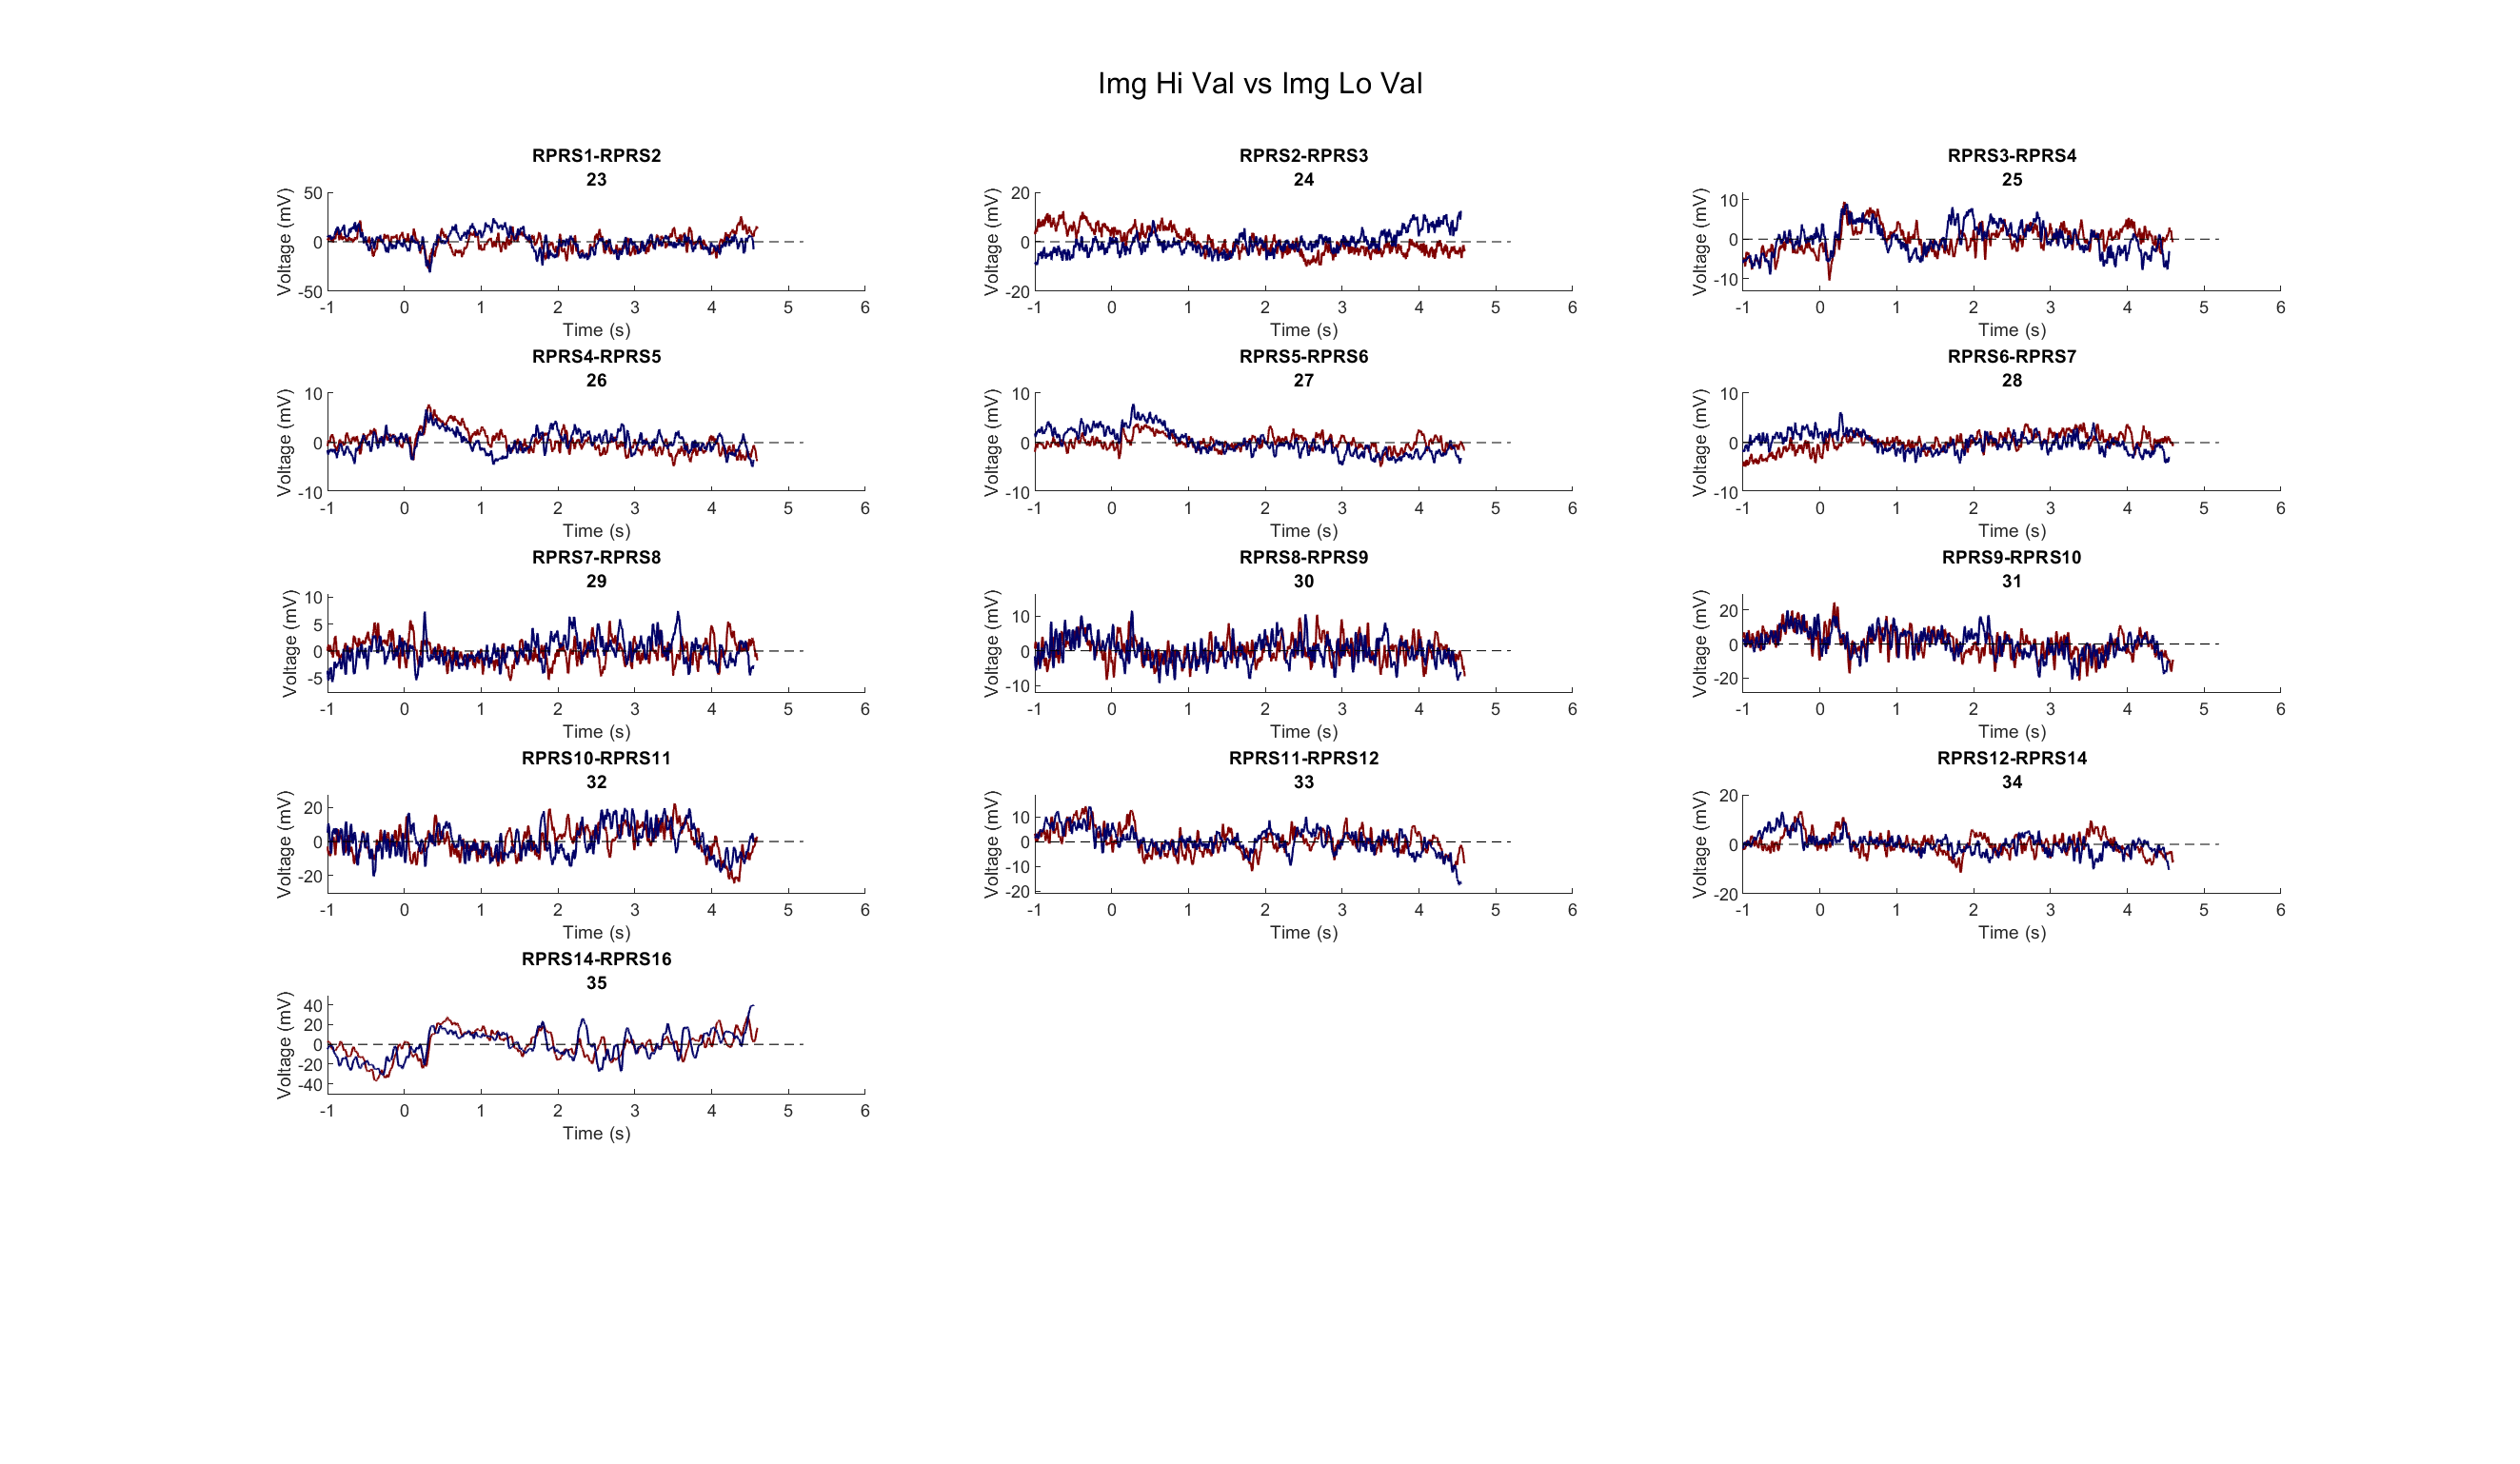 Img Hi Val vs Img Lo Val
RPRS1-RPRS2
23
Voltage (mV)
50
0
-50
-1 0 1 2 3 4 5 6
Time (s)
RPRS2-RPRS3
24
Voltage (mV)
20
0
-20
-1 0 1 2 3 4 5 6
Time (s)
RPRS3-RPRS4
25
Voltage (mV)
10
0
-10
-1 0 1 2 3 4 5 6
Time (s)
RPRS4-RPRS5
26
Voltage (mV)
10
0
-10
-1 0 1 2 3 4 5 6
Time (s)
RPRS5-RPRS6
27
Voltage (mV)
10
0
-10
-1 0 1 2 3 4 5 6
Time (s)
RPRS6-RPRS7
28
Voltage (mV)
10
0
-10
-1 0 1 2 3 4 5 6
Time (s)
RPRS7-RPRS8
29
Voltage (mV)
10
5
0
-5
-1 0 1 2 3 4 5 6
Time (s)
RPRS8-RPRS9
30
Voltage (mV)
10
0
-10
-1 0 1 2 3 4 5 6
Time (s)
RPRS9-RPRS10
31
Voltage (mV)
20
0
-20
-1 0 1 2 3 4 5 6
Time (s)
RPRS10-RPRS11
32
Voltage (mV)
20
0
-20
-1 0 1 2 3 4 5 6
Time (s)
RPRS11-RPRS12
33
Voltage (mV)
10
0
-10
-20
-1 0 1 2 3 4 5 6
Time (s)
RPRS12-RPRS14
34
Voltage (mV)
20
0
-20
-1 0 1 2 3 4 5 6
Time (s)
RPRS14-RPRS16
35
Voltage (mV)
40
20
0
-20
-40
-1 0 1 2 3 4 5 6
Time (s)